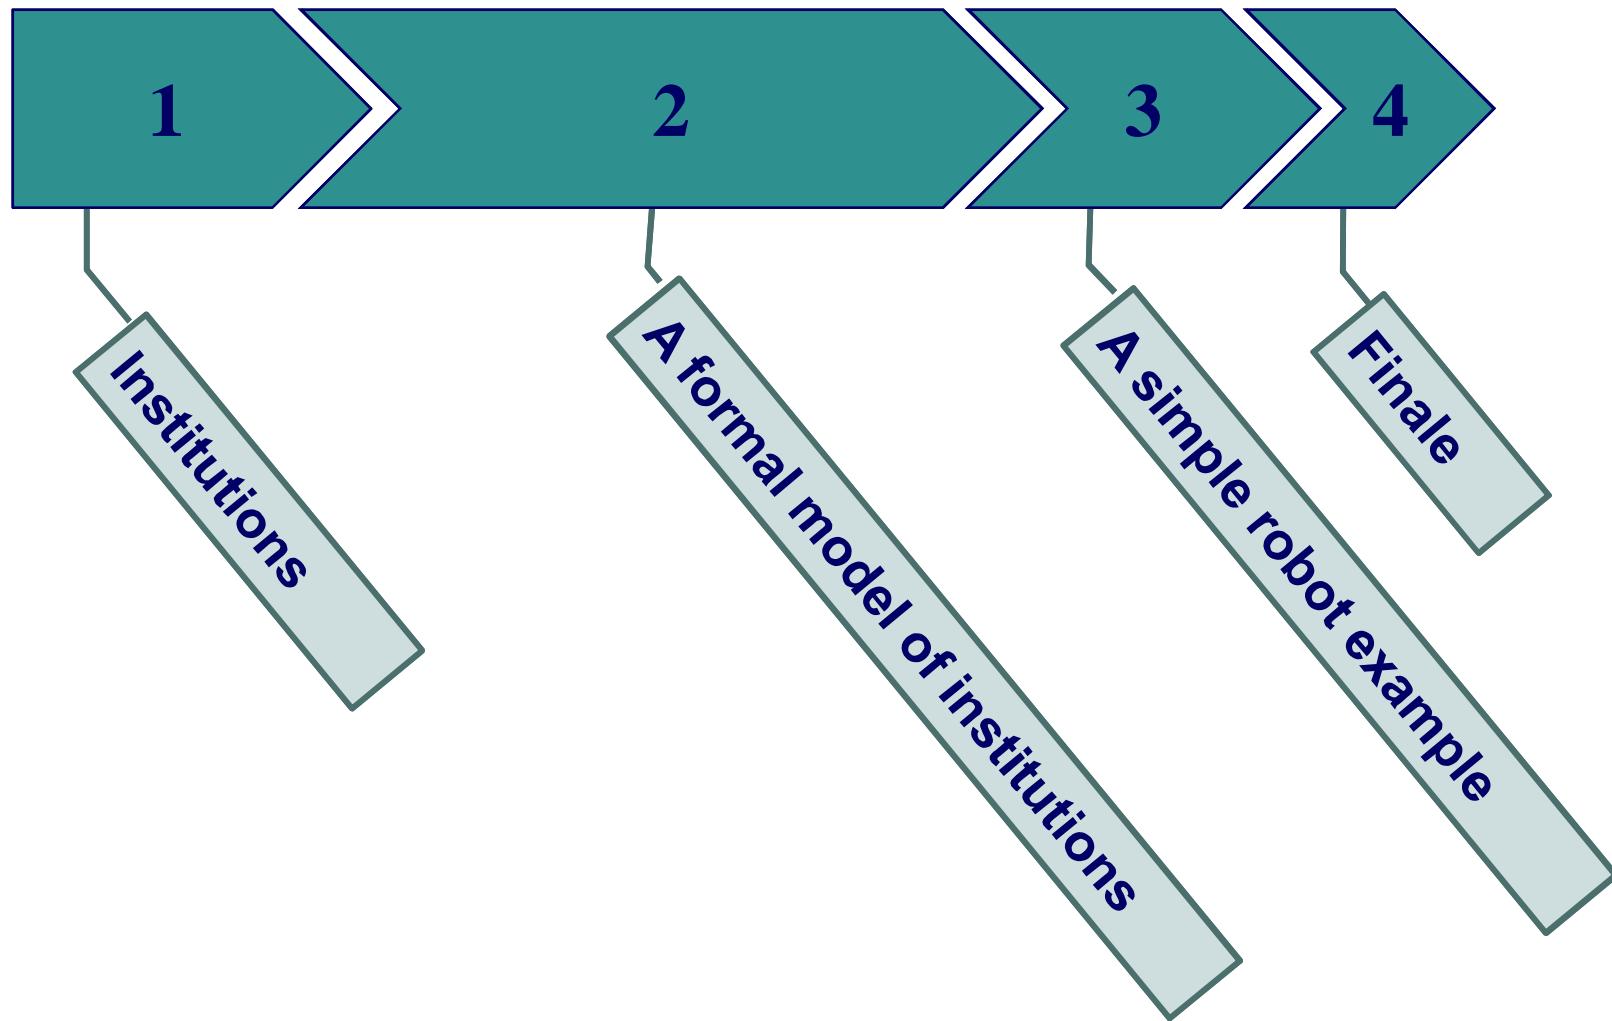 1
2
3
4
Institutions
A formal model of institutions
A simple robot example
Finale